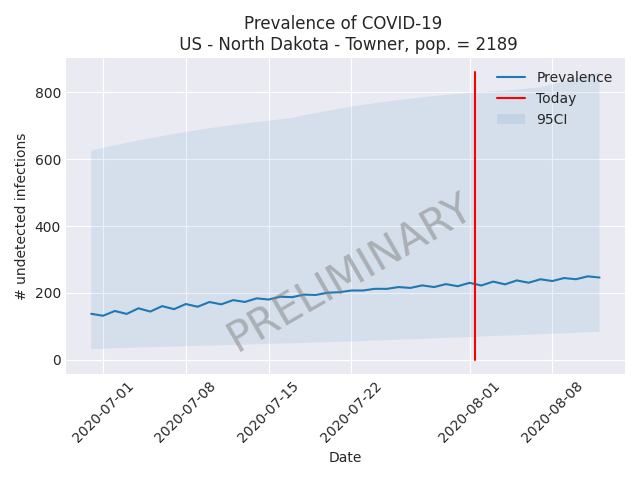 Prevalence of COVID-19
US - North Dakota - Towner, pop. = 2189
# undetected infections
800
600
400
200
0
Prevalence
Today
95CI
PRELIMINARY
2020-07-01
2020-07-08
2020-07-15
2020-07-22
2020-08-01
2020-08-08
Date